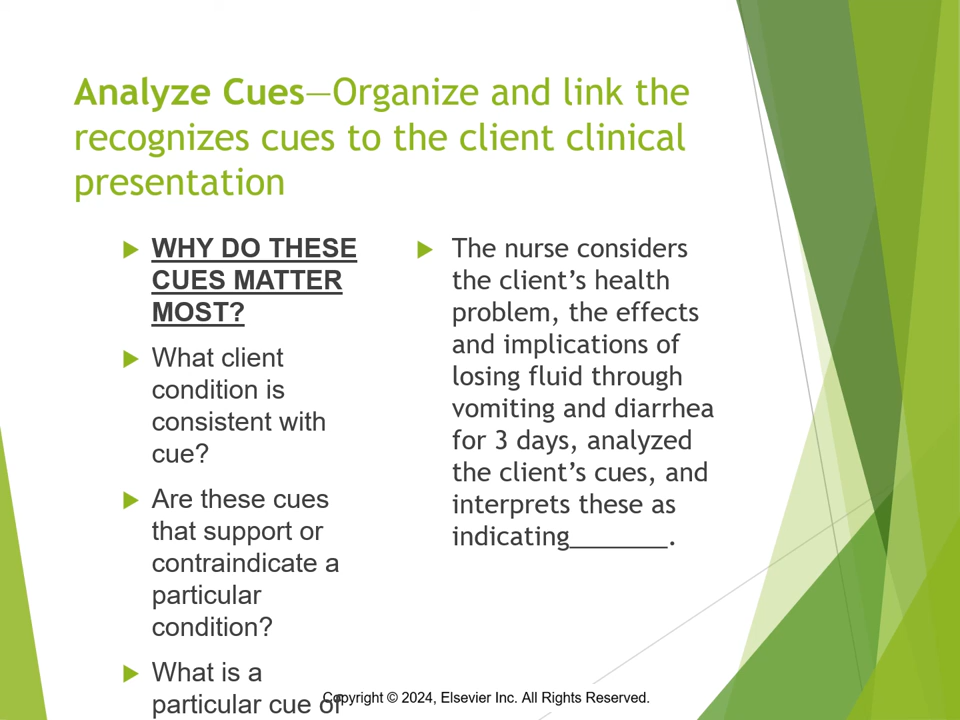 Analyze Cues—Organize and link the
recognizes cues to the client clinical
presentation
WHY DO THESE
CUES MATTER
MOST?
What client
condition is
consistent with
cue?
Are these cues
that support or
contraindicate a
particular
condition?
What is a
particular cue of
The nurse considers
the client’s health
problem, the effects
and implications of
losing fluid through
vomiting and diarrhea
for 3 days, analyzed
the client’s cues, and
interprets these as
indicating_______.
Copyright © 2024, Elsevier Inc. All Rights Reserved.